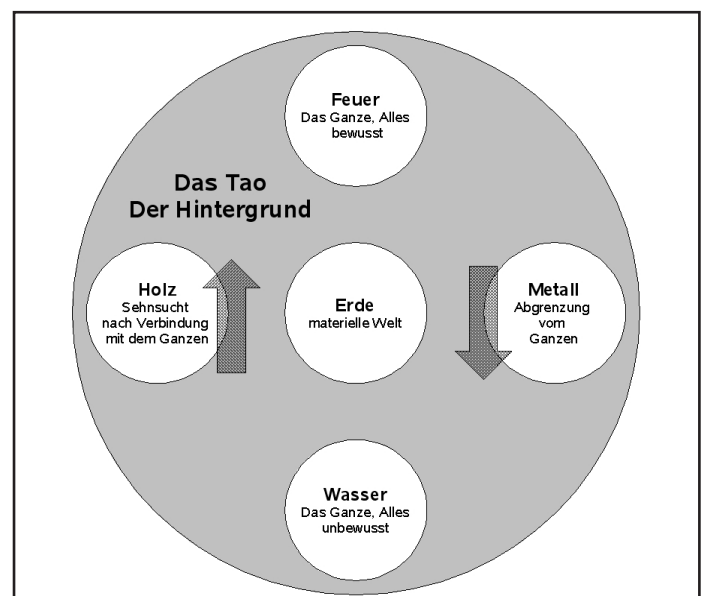 Feuer
Das Ganze, Alles
bewusst
Das Tao
Der Hintergrund
Holz
Sehnsucht
nach Verbindung
mit dem Ganzen
Erde
materielle Welt
Metall
Abgrenzung
vom
Ganzen
Wasser
Das Ganze, Alles
unbewusst